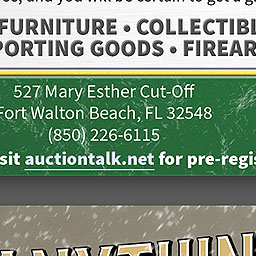 FURNITURE • COLLECTIBL
PORTING GOODS • FIREAR
527 Mary Esther Cut-Off
Fort Walton Beach, FL 32548
(850) 226-6115
sit auctiontalk.net for pre-regis
ANYTHIN